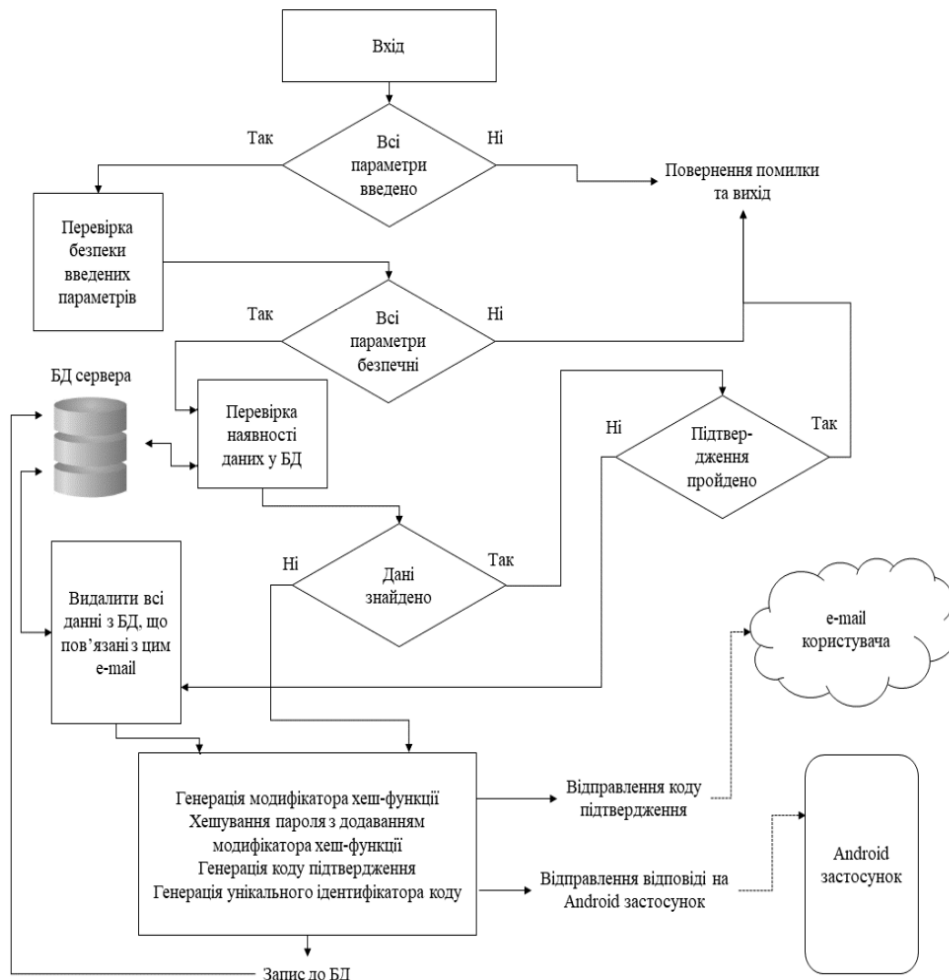 Вхід
Так
Всі
параметри
введено
Ні
Повернення помилки
та вихід
Перевірка
безпеки
введених
параметрів
Так
Всі
параметри
безпечні
Ні
БД сервера
Перевірка
наявності
даних у БД
Ні
Підтвер-
дження
пройдено
Так
Ні
Дані
знайдено
Так
Видалити всі
данні з БД, що
пов’язані з цим
e-mail
e-mail
користувача
Генерація модифікатора хеш-функції
Хешування пароля з додаванням
модифікатора хеш-функції
Генерація коду підтвердження
Генерація унікального ідентифікатора коду
Відправлення коду
підтвердження
Відправлення відповіді на
Android застосунок
Android
застосунок
Запис до БД